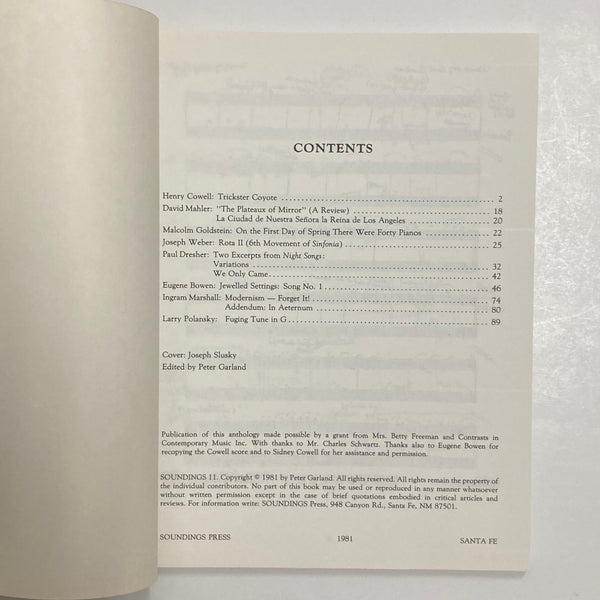 CONTENTS
Henry Cowell: Trickster Coyote ........................................ 2
David Mahler: "The Plateaux of Mirror" (A Review) ........................................ 18
La Ciudad de Nuestra Señora la Reina de Los Angeles ........................................ 20
Malcolm Goldstein: On the First Day of Spring There Were Forty Pianos ........................................ 22
Joseph Weber: Rota II (6th Movement of Sinfonia) ........................................ 25
Paul Dresher: Two Excerpts from Night Songs:
Variations ........................................ 32
We Only Came ........................................ 42
Eugene Bowen: Jewelled Settings: Song No. 1 ........................................ 46
Ingram Marshall: Modernism — Forget It! ........................................ 74
Addendum: In Aeternum ........................................ 80
Larry Polansky: Fuging Tune in G ........................................ 89
Cover: Joseph Slusky
Edited by Peter Garland
Publication of this anthology made possible by a grant from Mrs. Betty Freeman and Contrasts in
Contemporary Music Inc. With thanks to Mr. Charles Schwartz. Thanks also to Eugene Bowen for
recopying the Cowell score and to Sidney Cowell for her assistance and permission.
SOUNDINGS 11. Copyright © 1981 by Peter Garland. All rights reserved. All rights remain the property of
the individual contributors. No part of this book may be used or reproduced in any manner whatsoever
without written permission except in the case of brief quotations embodied in critical articles and
reviews. For information write: SOUNDINGS Press, 948 Canyon Rd., Santa Fe, NM 87501.
SOUNDINGS PRESS 1981 SANTA FE